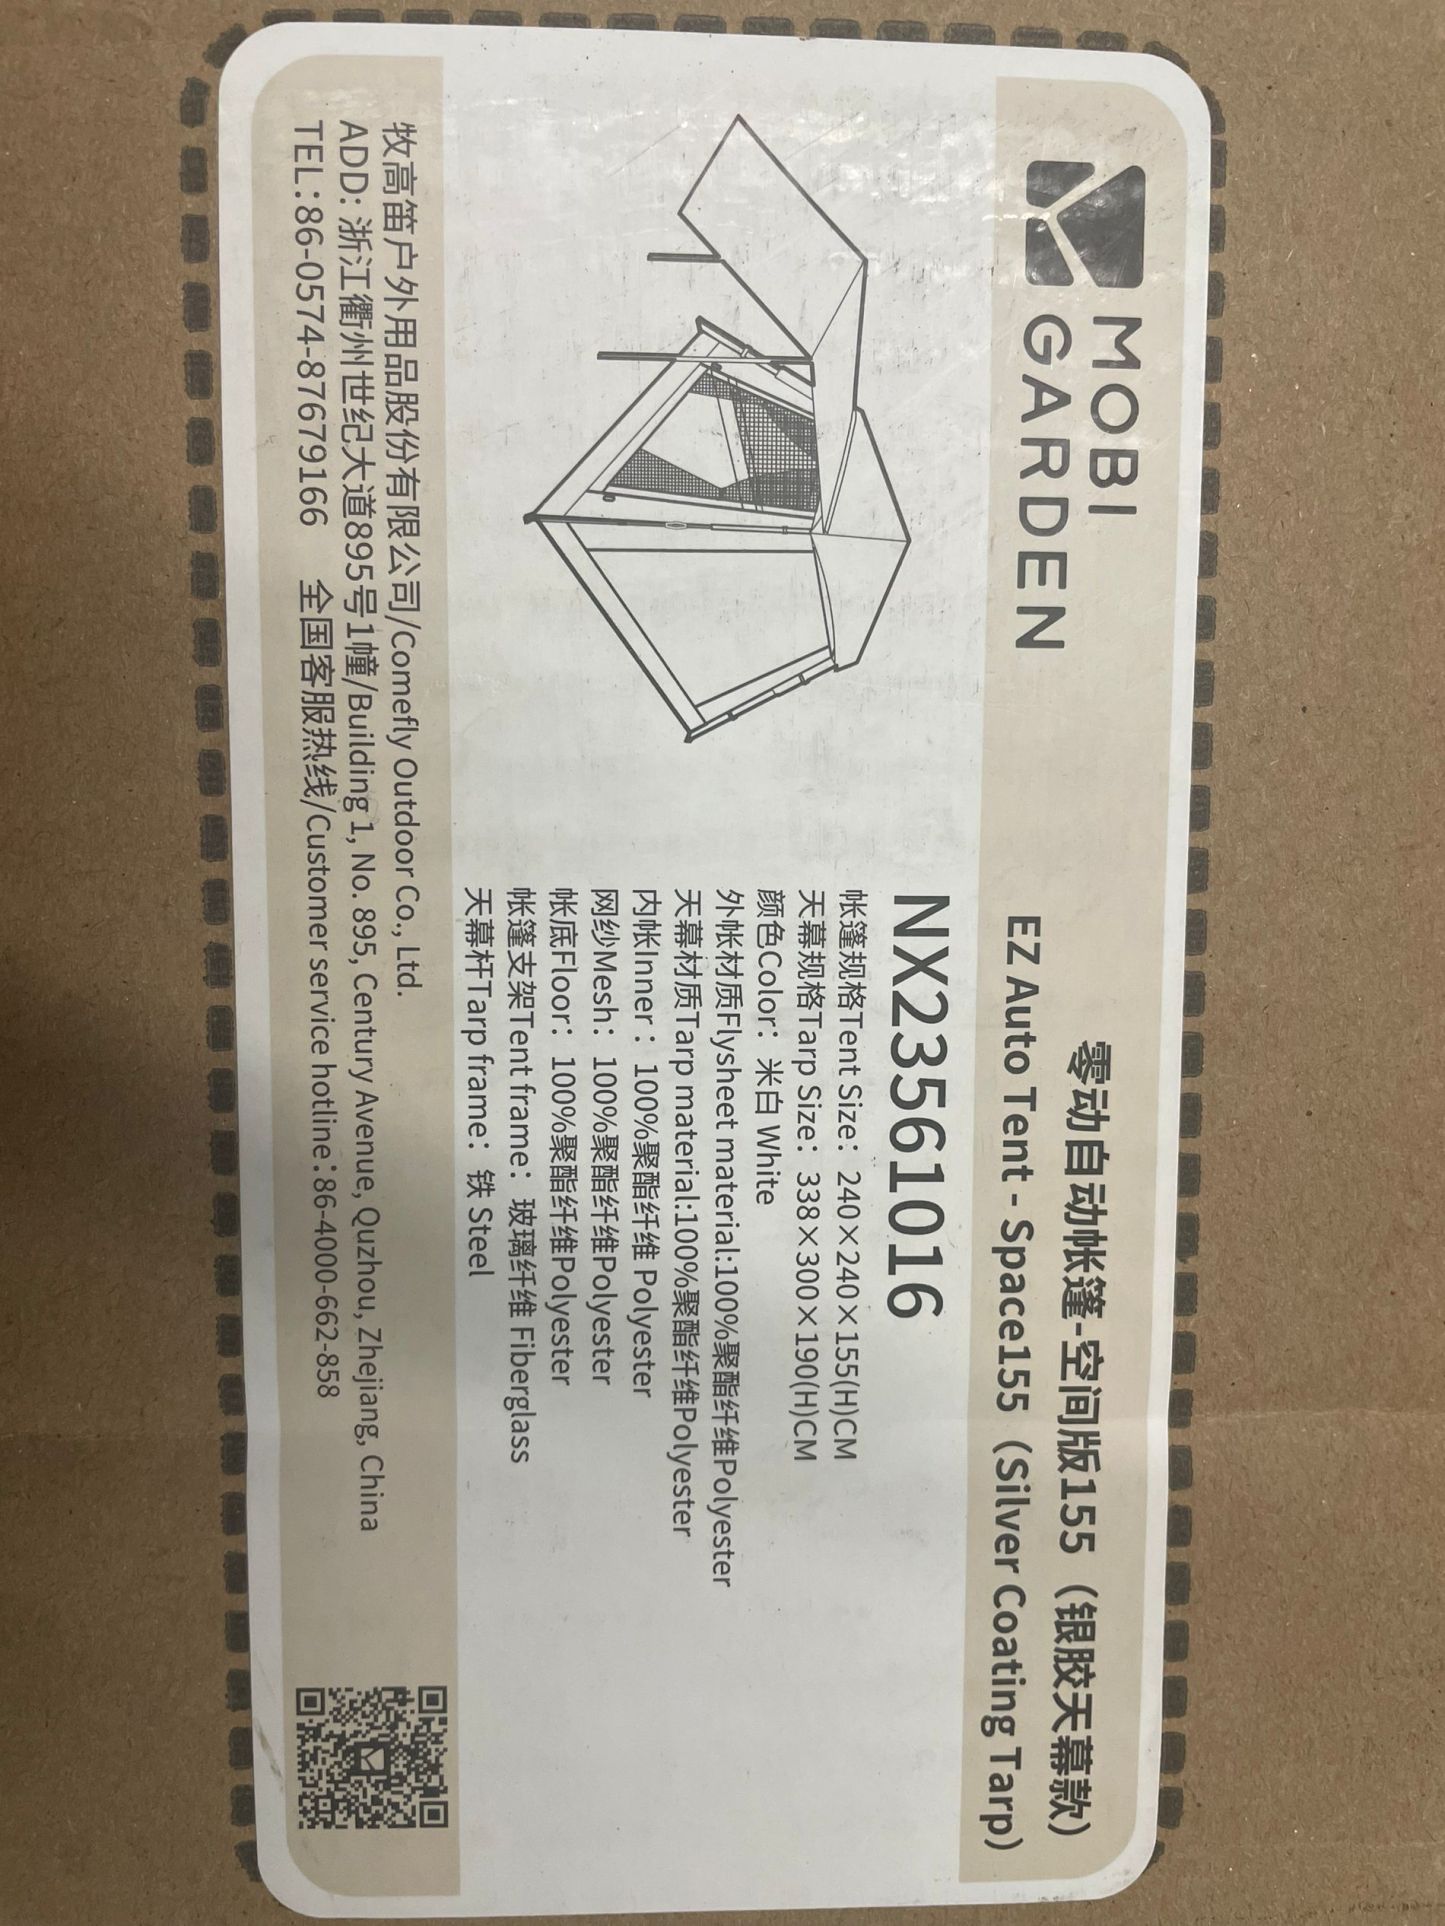 MOBI
GARDEN
零动自动帐篷-空间版155（银胶天幕款）
EZ Auto Tent - Space155（Silver Coating Tarp）
NX23561016
帐篷规格Tent Size：240×240×155(H)CM
天幕规格Tarp Size：338×300×190(H)CM
颜色Color：米白 White
外帐材质Flysheet material:100%聚酯纤维Polyester
天幕材质Tarp material:100%聚酯纤维Polyester
内帐Inner：100%聚酯纤维 Polyester
网纱Mesh：100%聚酯纤维Polyester
帐底Floor：100%聚酯纤维Polyester
帐篷支架Tent frame：玻璃纤维 Fiberglass
天幕杆Tarp frame：铁 Steel
牧高笛户外用品股份有限公司/Comefly Outdoor Co., Ltd.
ADD: 浙江衢州世纪大道895号1幢/Building 1, No. 895, Century Avenue, Quzhou, Zhejiang, China
TEL:86-0574-87679166 全国客服热线/Customer service hotline:86-4000-662-858